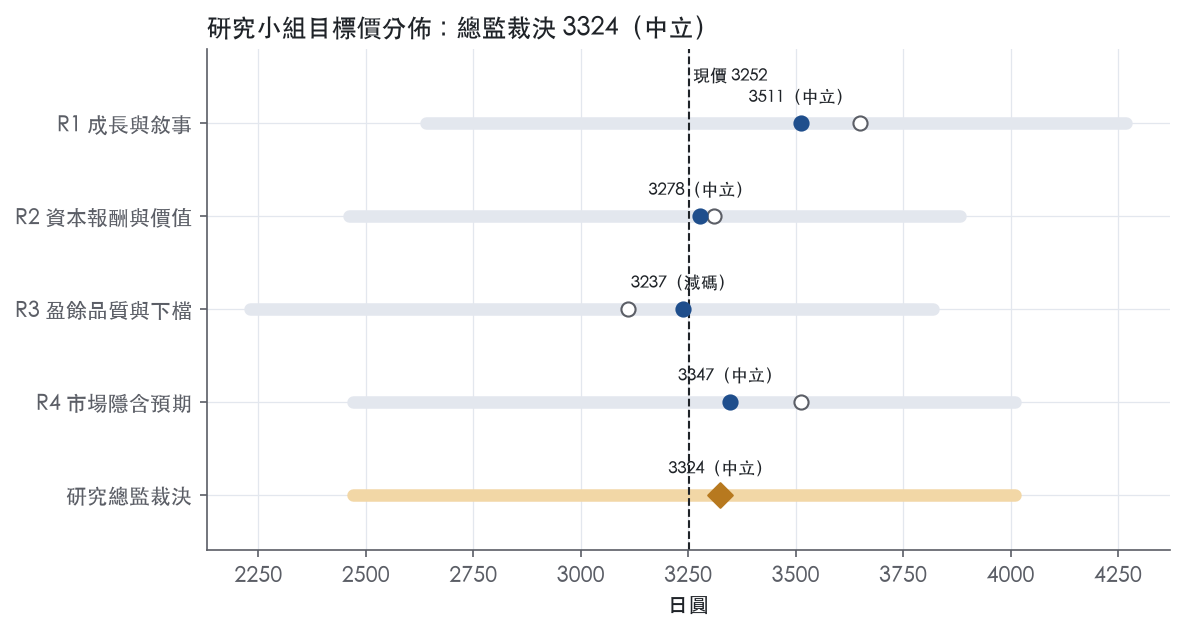 研究小組目標價分佈：總監裁決 3324（中立）
現價 3252
3511（中立）
R1 成長與敘事
3278（中立）
R2 資本報酬與價值
3237（減碼）
R3 盈餘品質與下檔
3347（中立）
R4 市場隱含預期
3324（中立）
研究總監裁決
2250 2500 2750 3000 3250 3500 3750 4000 4250
日圓